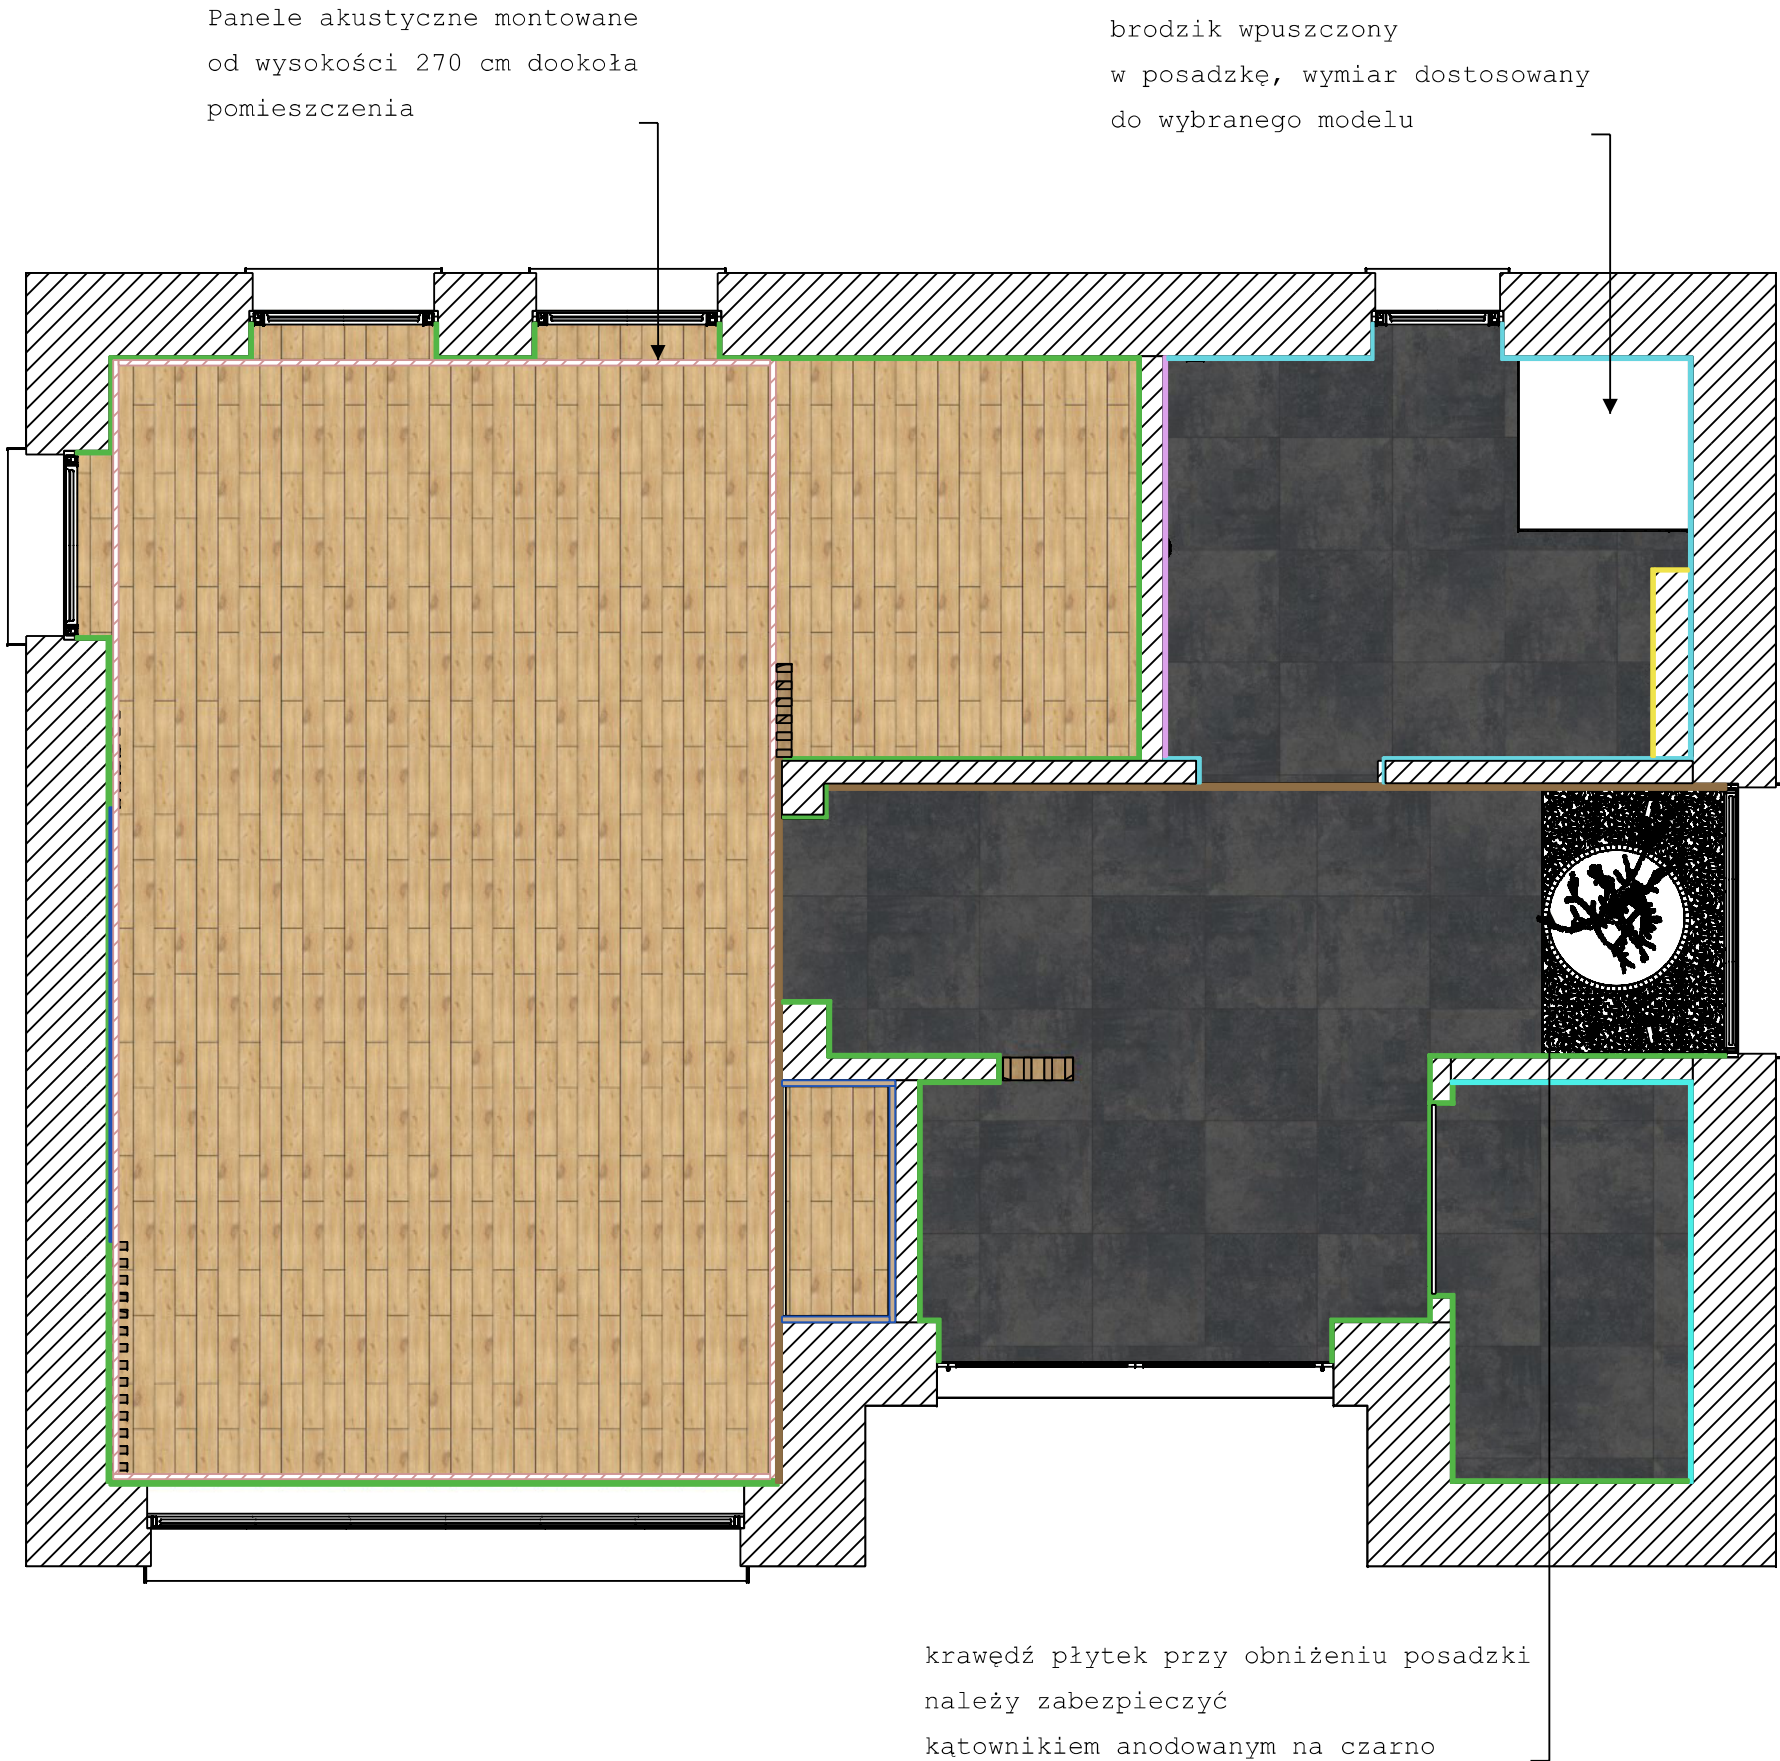 Panele akustyczne montowane
od wysokości 270 cm dookoła
pomieszczenia
brodzik wpuszczony
w posadzkę, wymiar dostosowany
do wybranego modelu
krawędź płytek przy obniżeniu posadzki
należy zabezpieczyć
kątownikiem anodowanym na czarno